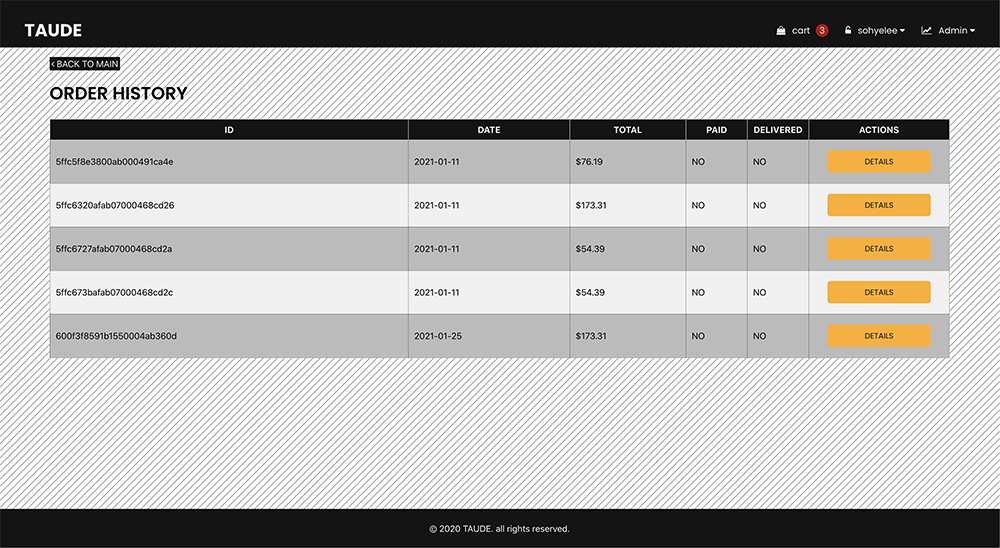 TAUDE
cart 3 sohyelee Admin
< BACK TO MAIN
ORDER HISTORY
ID DATE TOTAL PAID DELIVERED ACTIONS
5ffc5f8e3800ab000491ca4e 2021-01-11 $76.19 NO NO DETAILS
5ffc6320afab07000468cd26 2021-01-11 $173.31 NO NO DETAILS
5ffc6727afab07000468cd2a 2021-01-11 $54.39 NO NO DETAILS
5ffc673bafab07000468cd2c 2021-01-11 $54.39 NO NO DETAILS
600f3f8591b1550004ab360d 2021-01-25 $173.31 NO NO DETAILS
© 2020 TAUDE. all rights reserved.